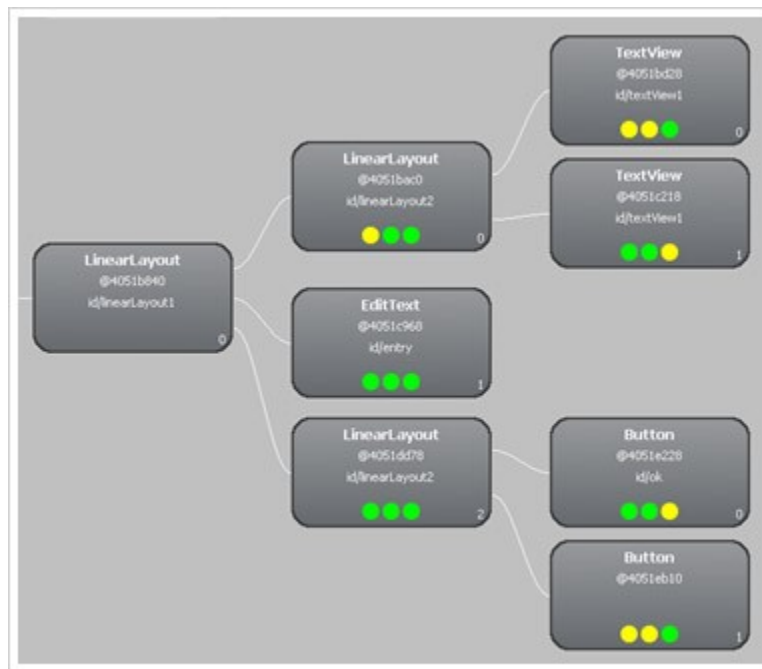 LinearLayout
@4051b840
id/linearLayout1
0
LinearLayout
@4051bac0
id/linearLayout2
0
TextView
@4051bd28
id/textView1
0
TextView
@4051c218
id/textView1
1
EditText
@4051c968
id/entry
1
LinearLayout
@4051dd78
id/linearLayout2
2
Button
@4051e228
id/ok
0
Button
@4051eb10
1